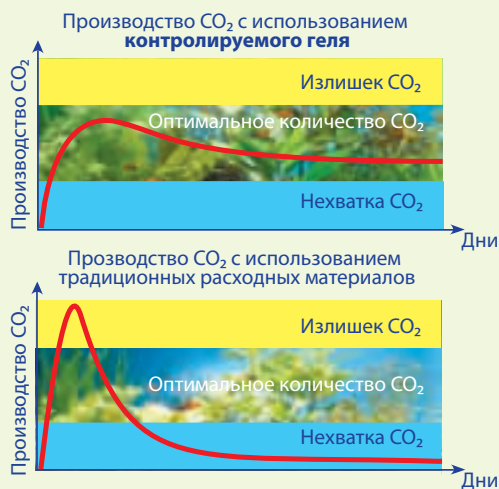 Производство CO₂ с использованием
контролируемого геля
Производство CO₂
Излишек CO₂
Оптимальное количество CO₂
Нехватка CO₂
Дни
Прозводство CO₂ с использованием
традиционных расходных материалов
Производство CO₂
Излишек CO₂
Оптимальное количество CO₂
Нехватка CO₂
Дни